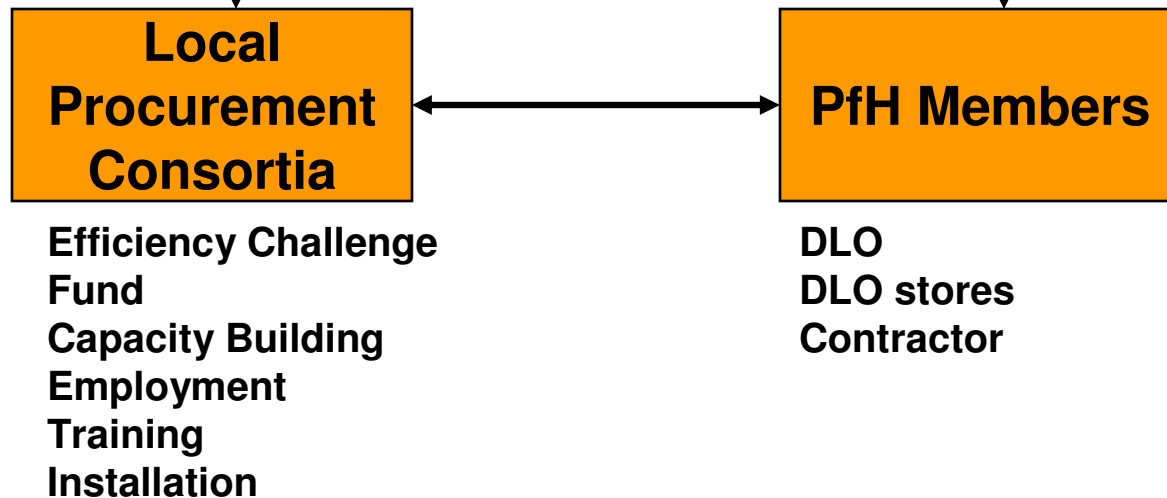 Local
Procurement
Consortia
PfH Members
Efficiency Challenge
Fund
Capacity Building
Employment
Training
Installation
DLO
DLO stores
Contractor